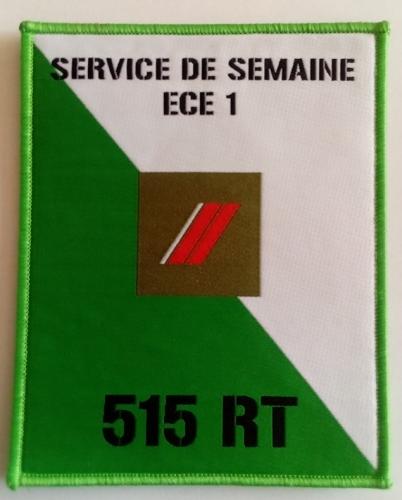 SERVICE DE SEMAINE
ECE 1
515 RT